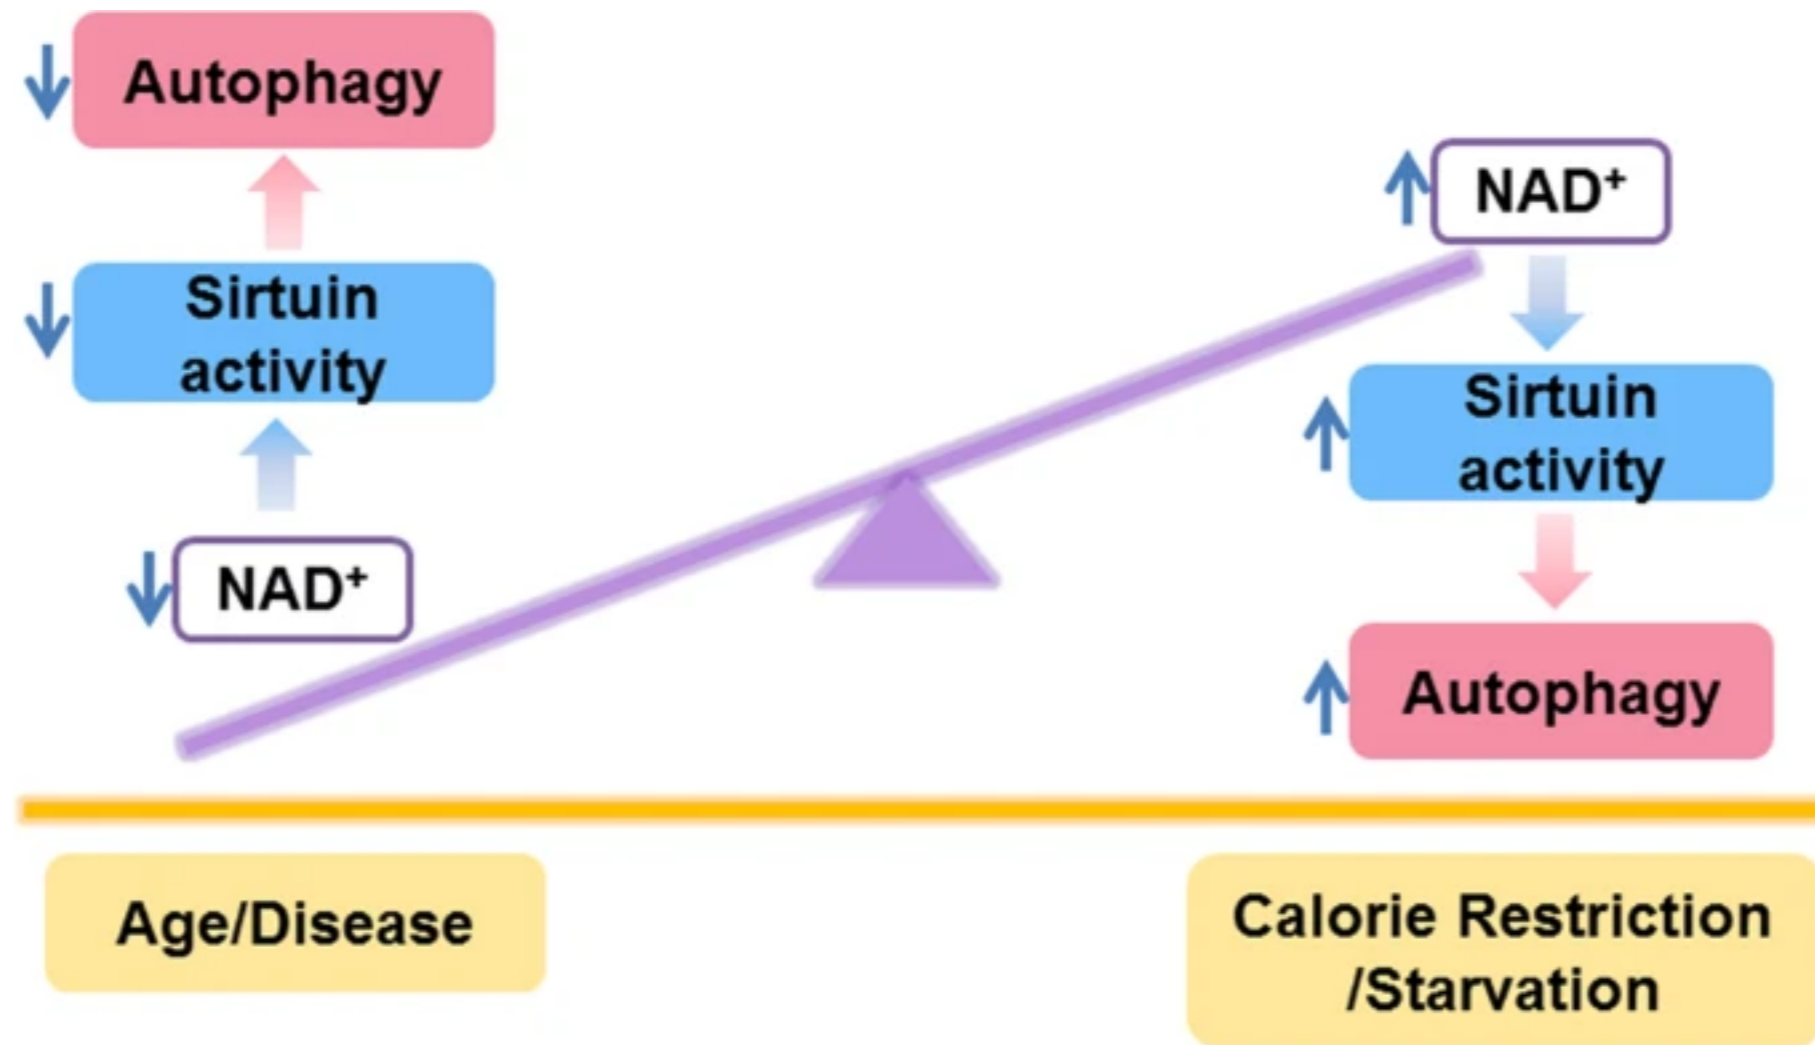 Autophagy
Sirtuin
activity
NAD⁺
NAD⁺
Sirtuin
activity
Autophagy
Age/Disease
Calorie Restriction
/Starvation